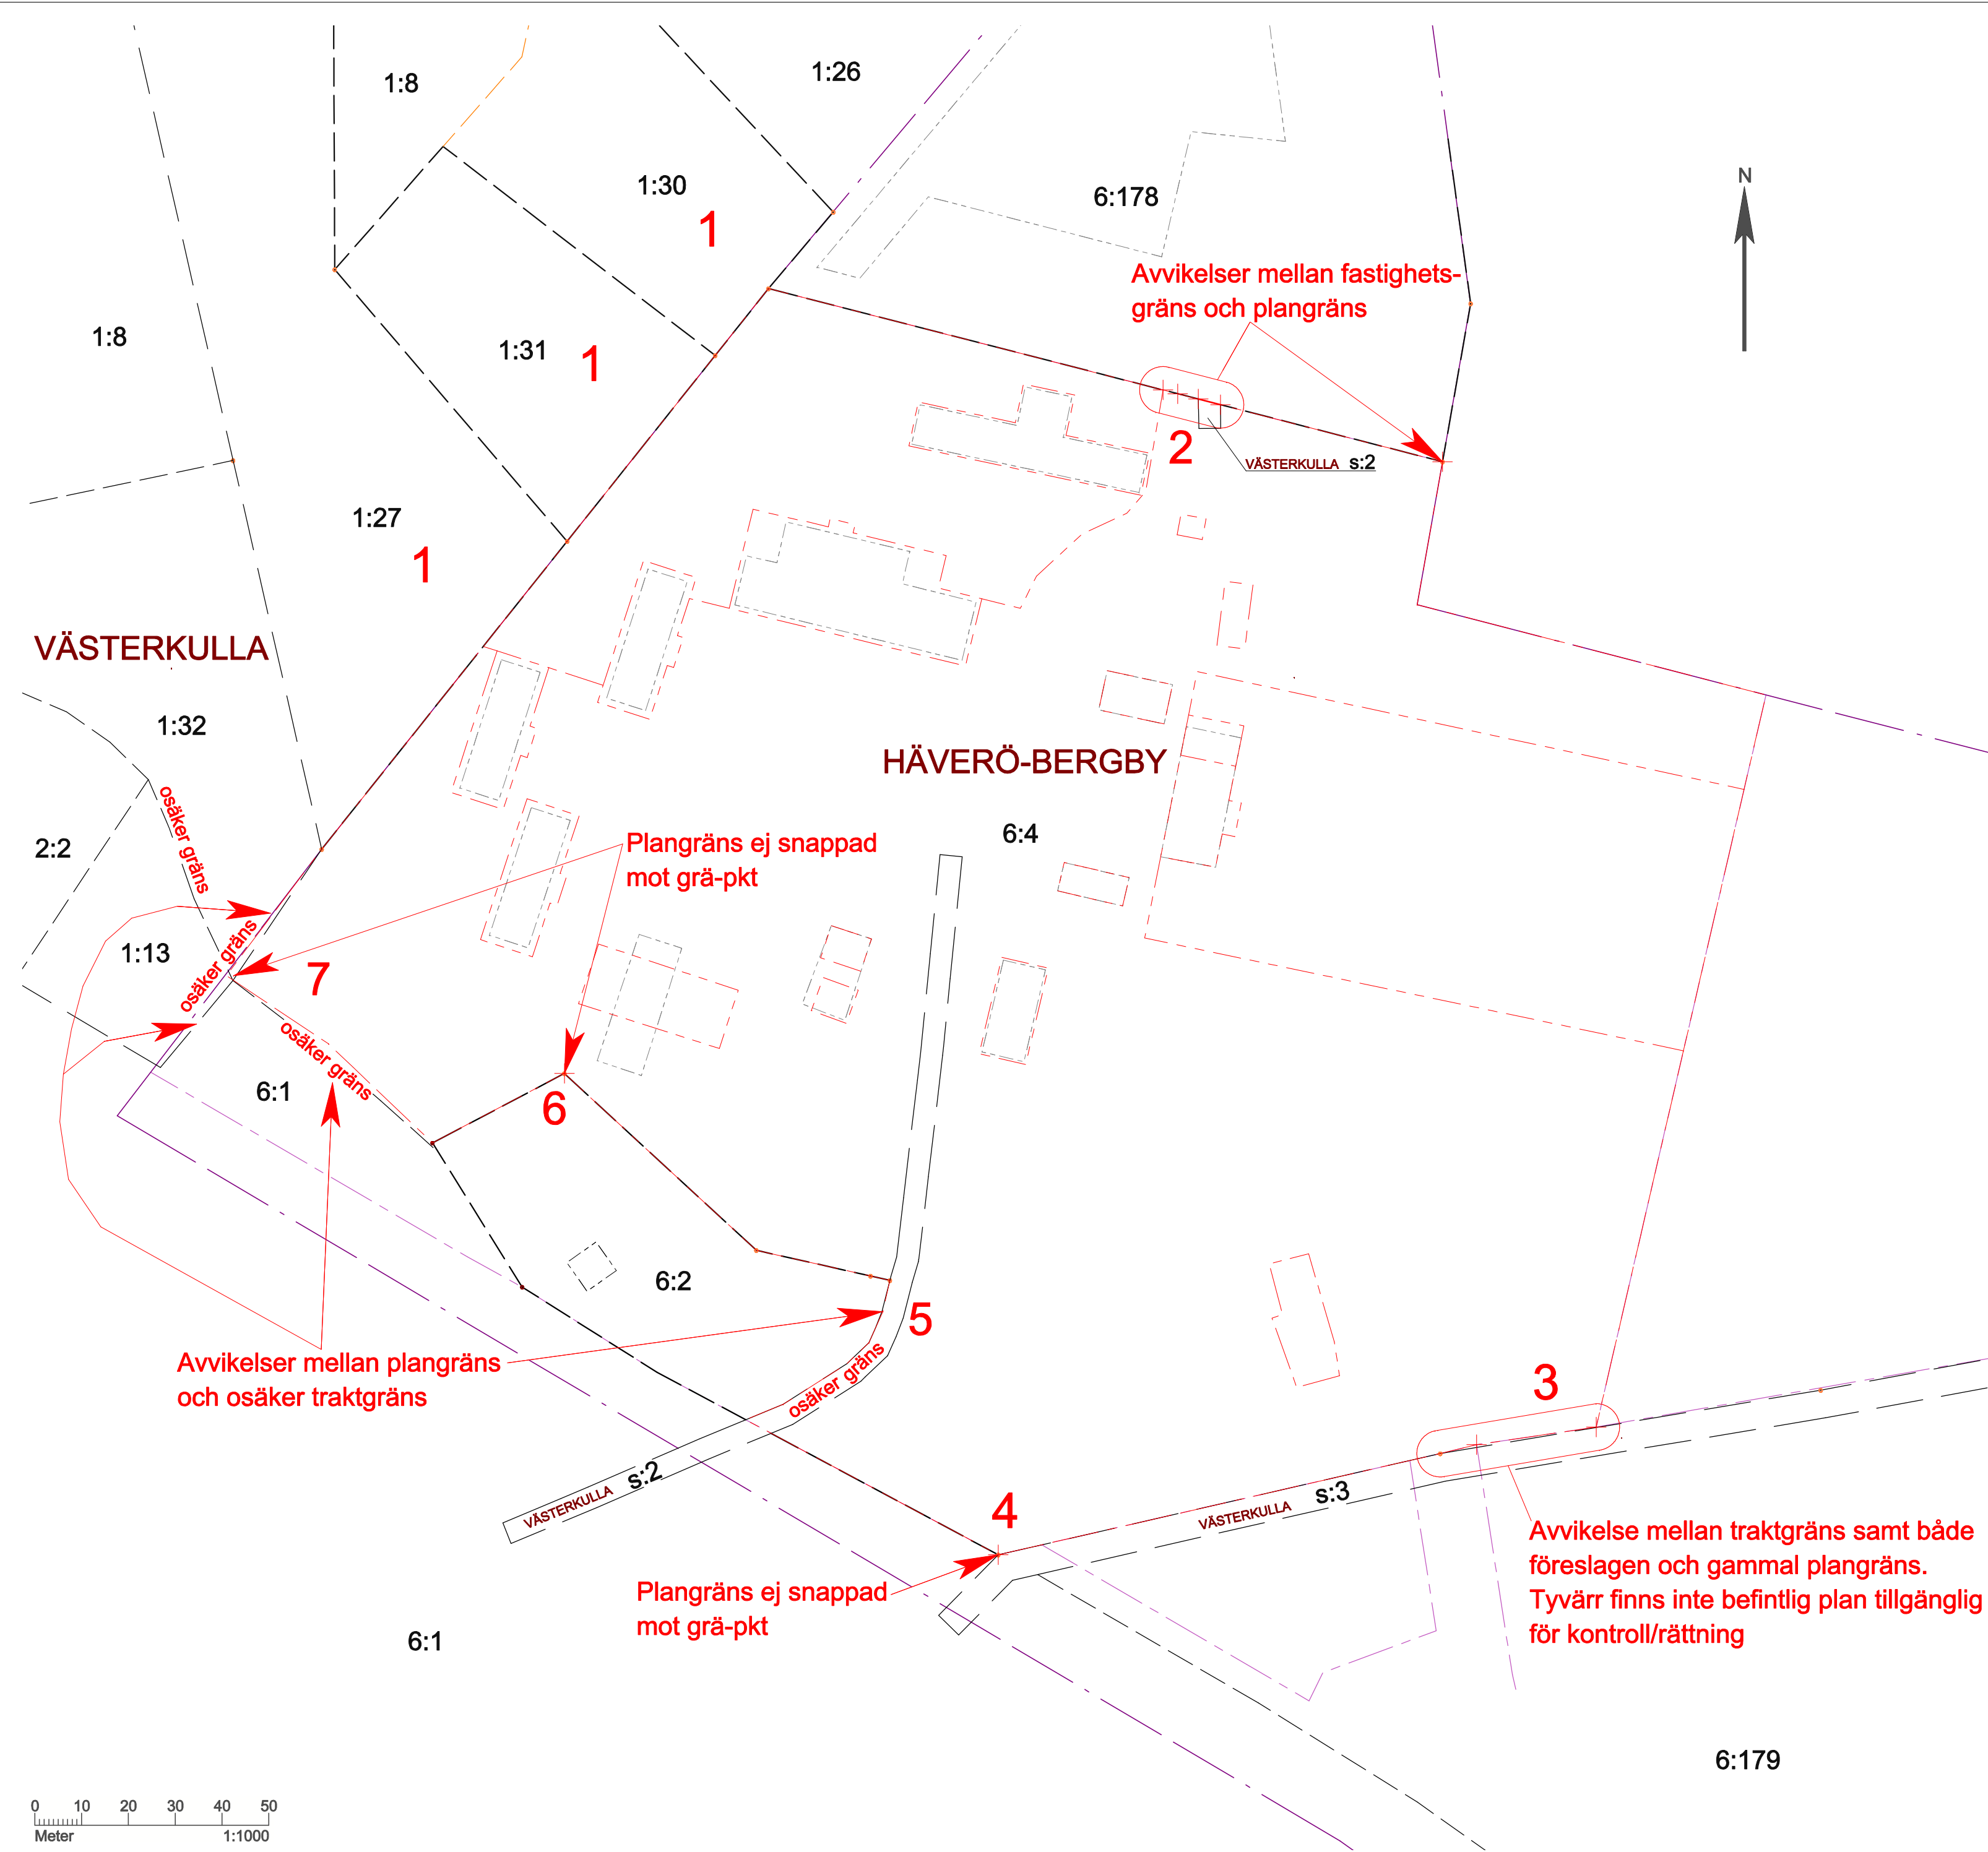 1:8
1:26
1:30
1
6:178
N
Avvikelser mellan fastighets-
gräns och plangräns
1:8
1:31
1
2
VÄSTERKULLA s:2
1:27
1
VÄSTERKULLA
1:32
HÄVERÖ-BERGBY
osäker gräns
2:2
6:4
Plangräns ej snappad
mot grä-pkt
1:13
osäker gräns
7
osäker gräns
6:1
6
6:2
5
Avvikelser mellan plangräns
och osäker traktgräns
osäker gräns
3
VÄSTERKULLA s:2
VÄSTERKULLA s:3
4
Avvikelse mellan traktgräns samt både
föreslagen och gammal plangräns.
Tyvärr finns inte befintlig plan tillgänglig
för kontroll/rättning
Plangräns ej snappad
mot grä-pkt
6:1
6:179
0 10 20 30 40 50
Meter 1:1000